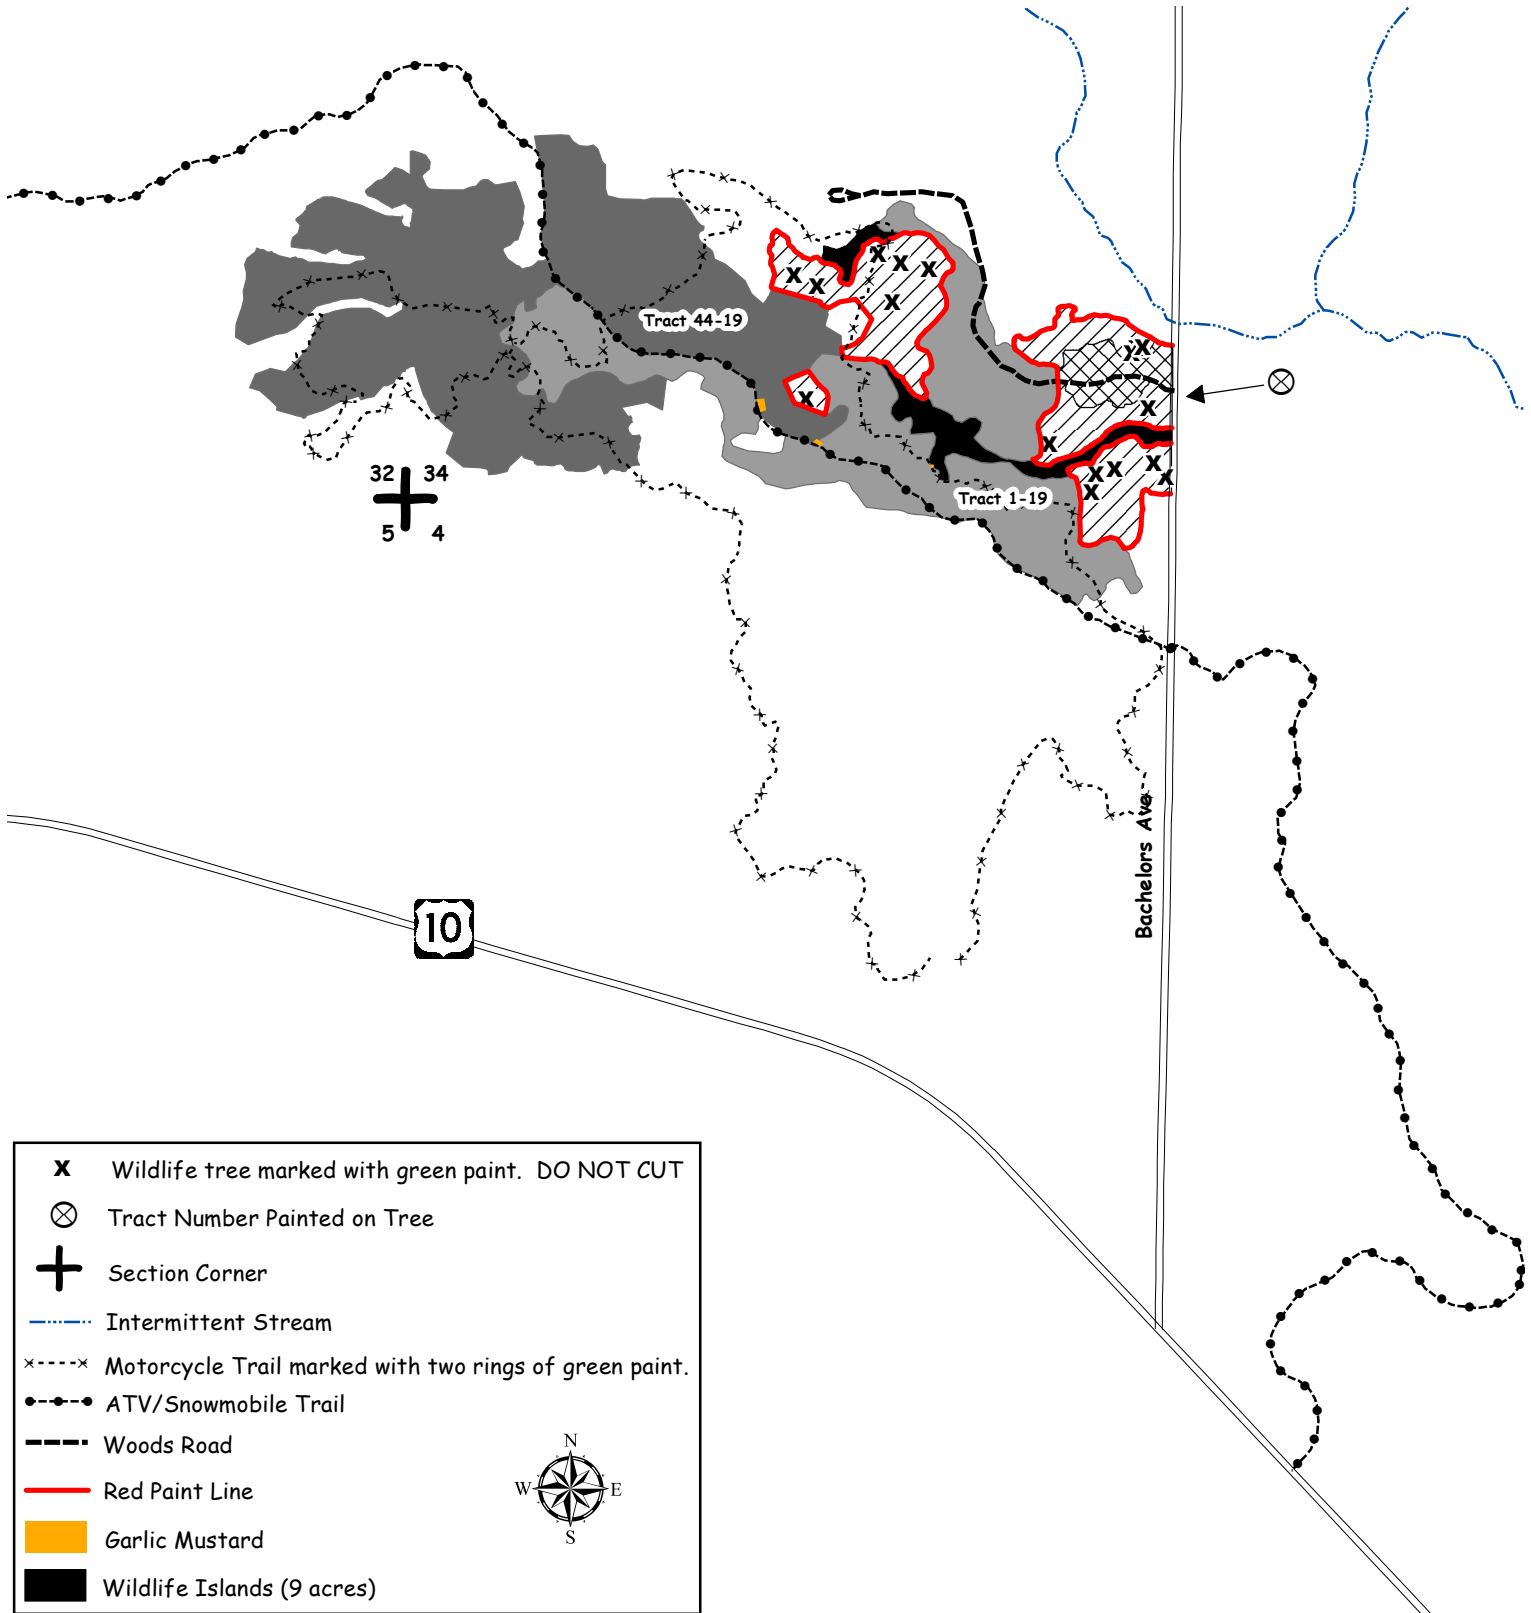 Tract 44-19
32 34
5 4
Tract 1-19
Bachelors Ave
10
x Wildlife tree marked with green paint. DO NOT CUT
Tract Number Painted on Tree
Section Corner
Intermittent Stream
Motorcycle Trail marked with two rings of green paint.
ATV/Snowmobile Trail
Woods Road
Red Paint Line
Garlic Mustard
Wildlife Islands (9 acres)
N
W E
S